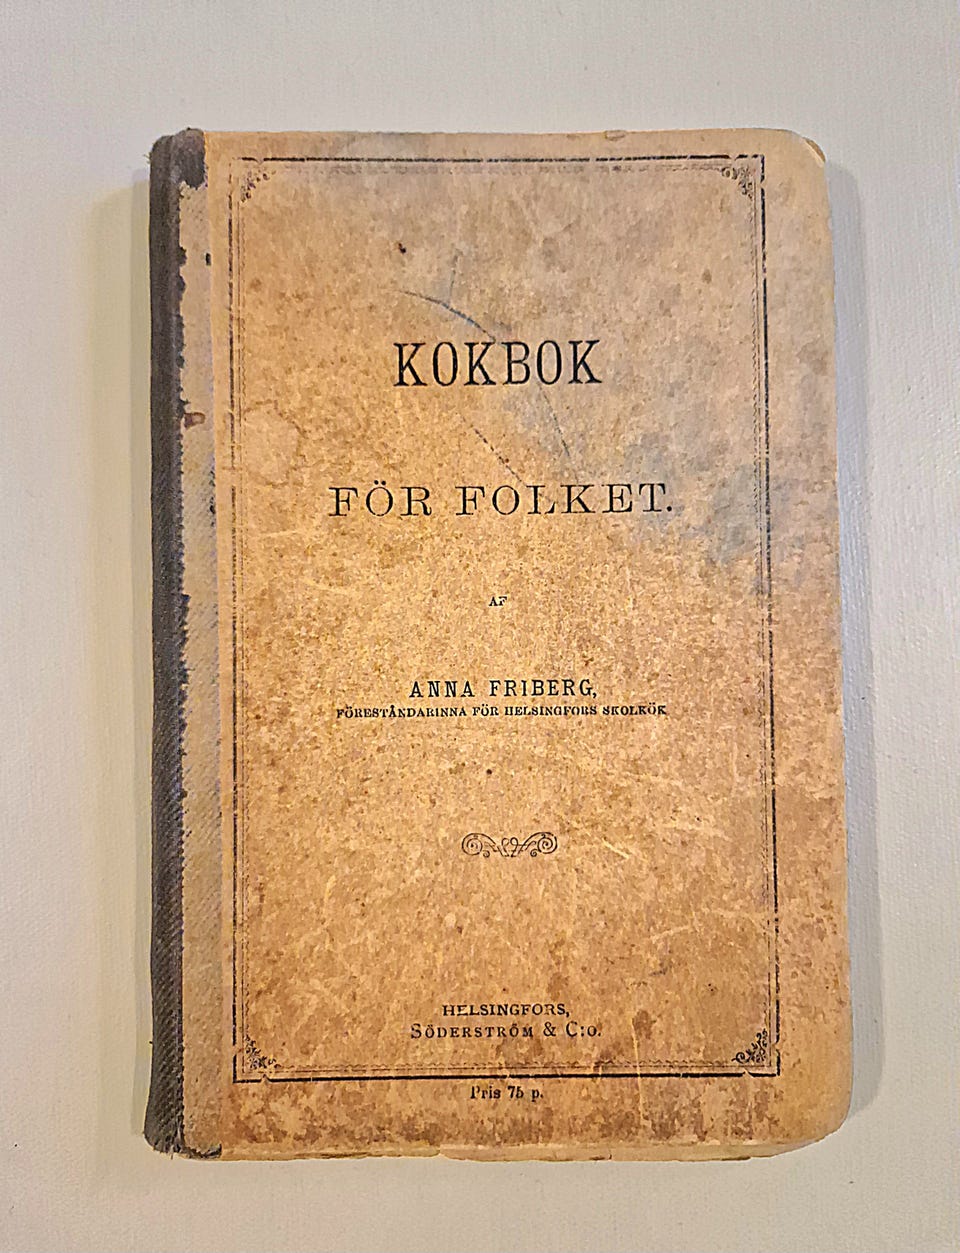 KOKBOK
FÖR FOLKET.
AF
ANNA FRIBERG,
FÖRESTÅNDARINNA FÖR HELSINGFORS SKOLKÖK
HELSINGFORS,
SÖDERSTRÖM & C:o.
Pris 75 p.